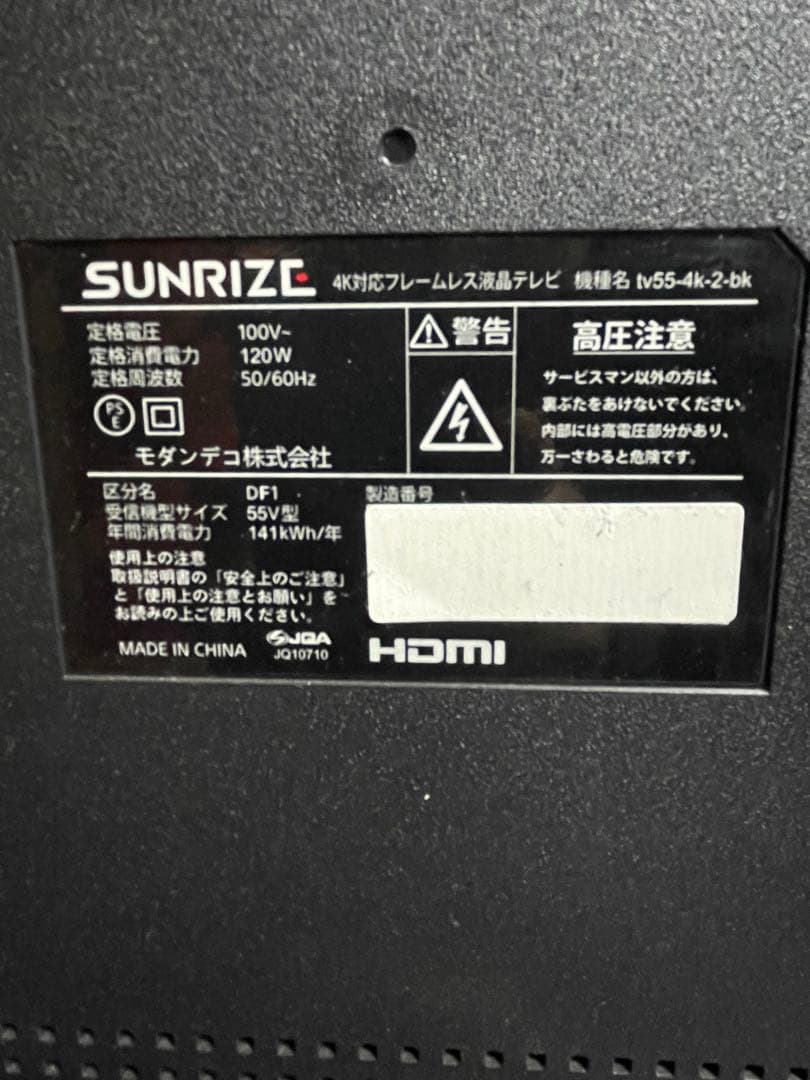 SUNRIZE 4K対応フレームレス液晶テレビ 機種名 tv55-4k-2-bk
定格電圧 100V~
定格消費電力 120W
定格周波数 50/60Hz
PS
E
モダンデコ株式会社
警告
高圧注意
サービスマン以外の方は、
裏ぶたをあけないでください。
内部には高電圧部分があり、
万一さわると危険です。
区分名 DF1
受信機型サイズ 55V型
年間消費電力 141kWh/年
使用上の注意
取扱説明書の「安全上のご注意」
と「使用上の注意とお願い」を
お読みの上ご使用ください。
MADE IN CHINA
JQA
JQ10710
製造番号
HDMI